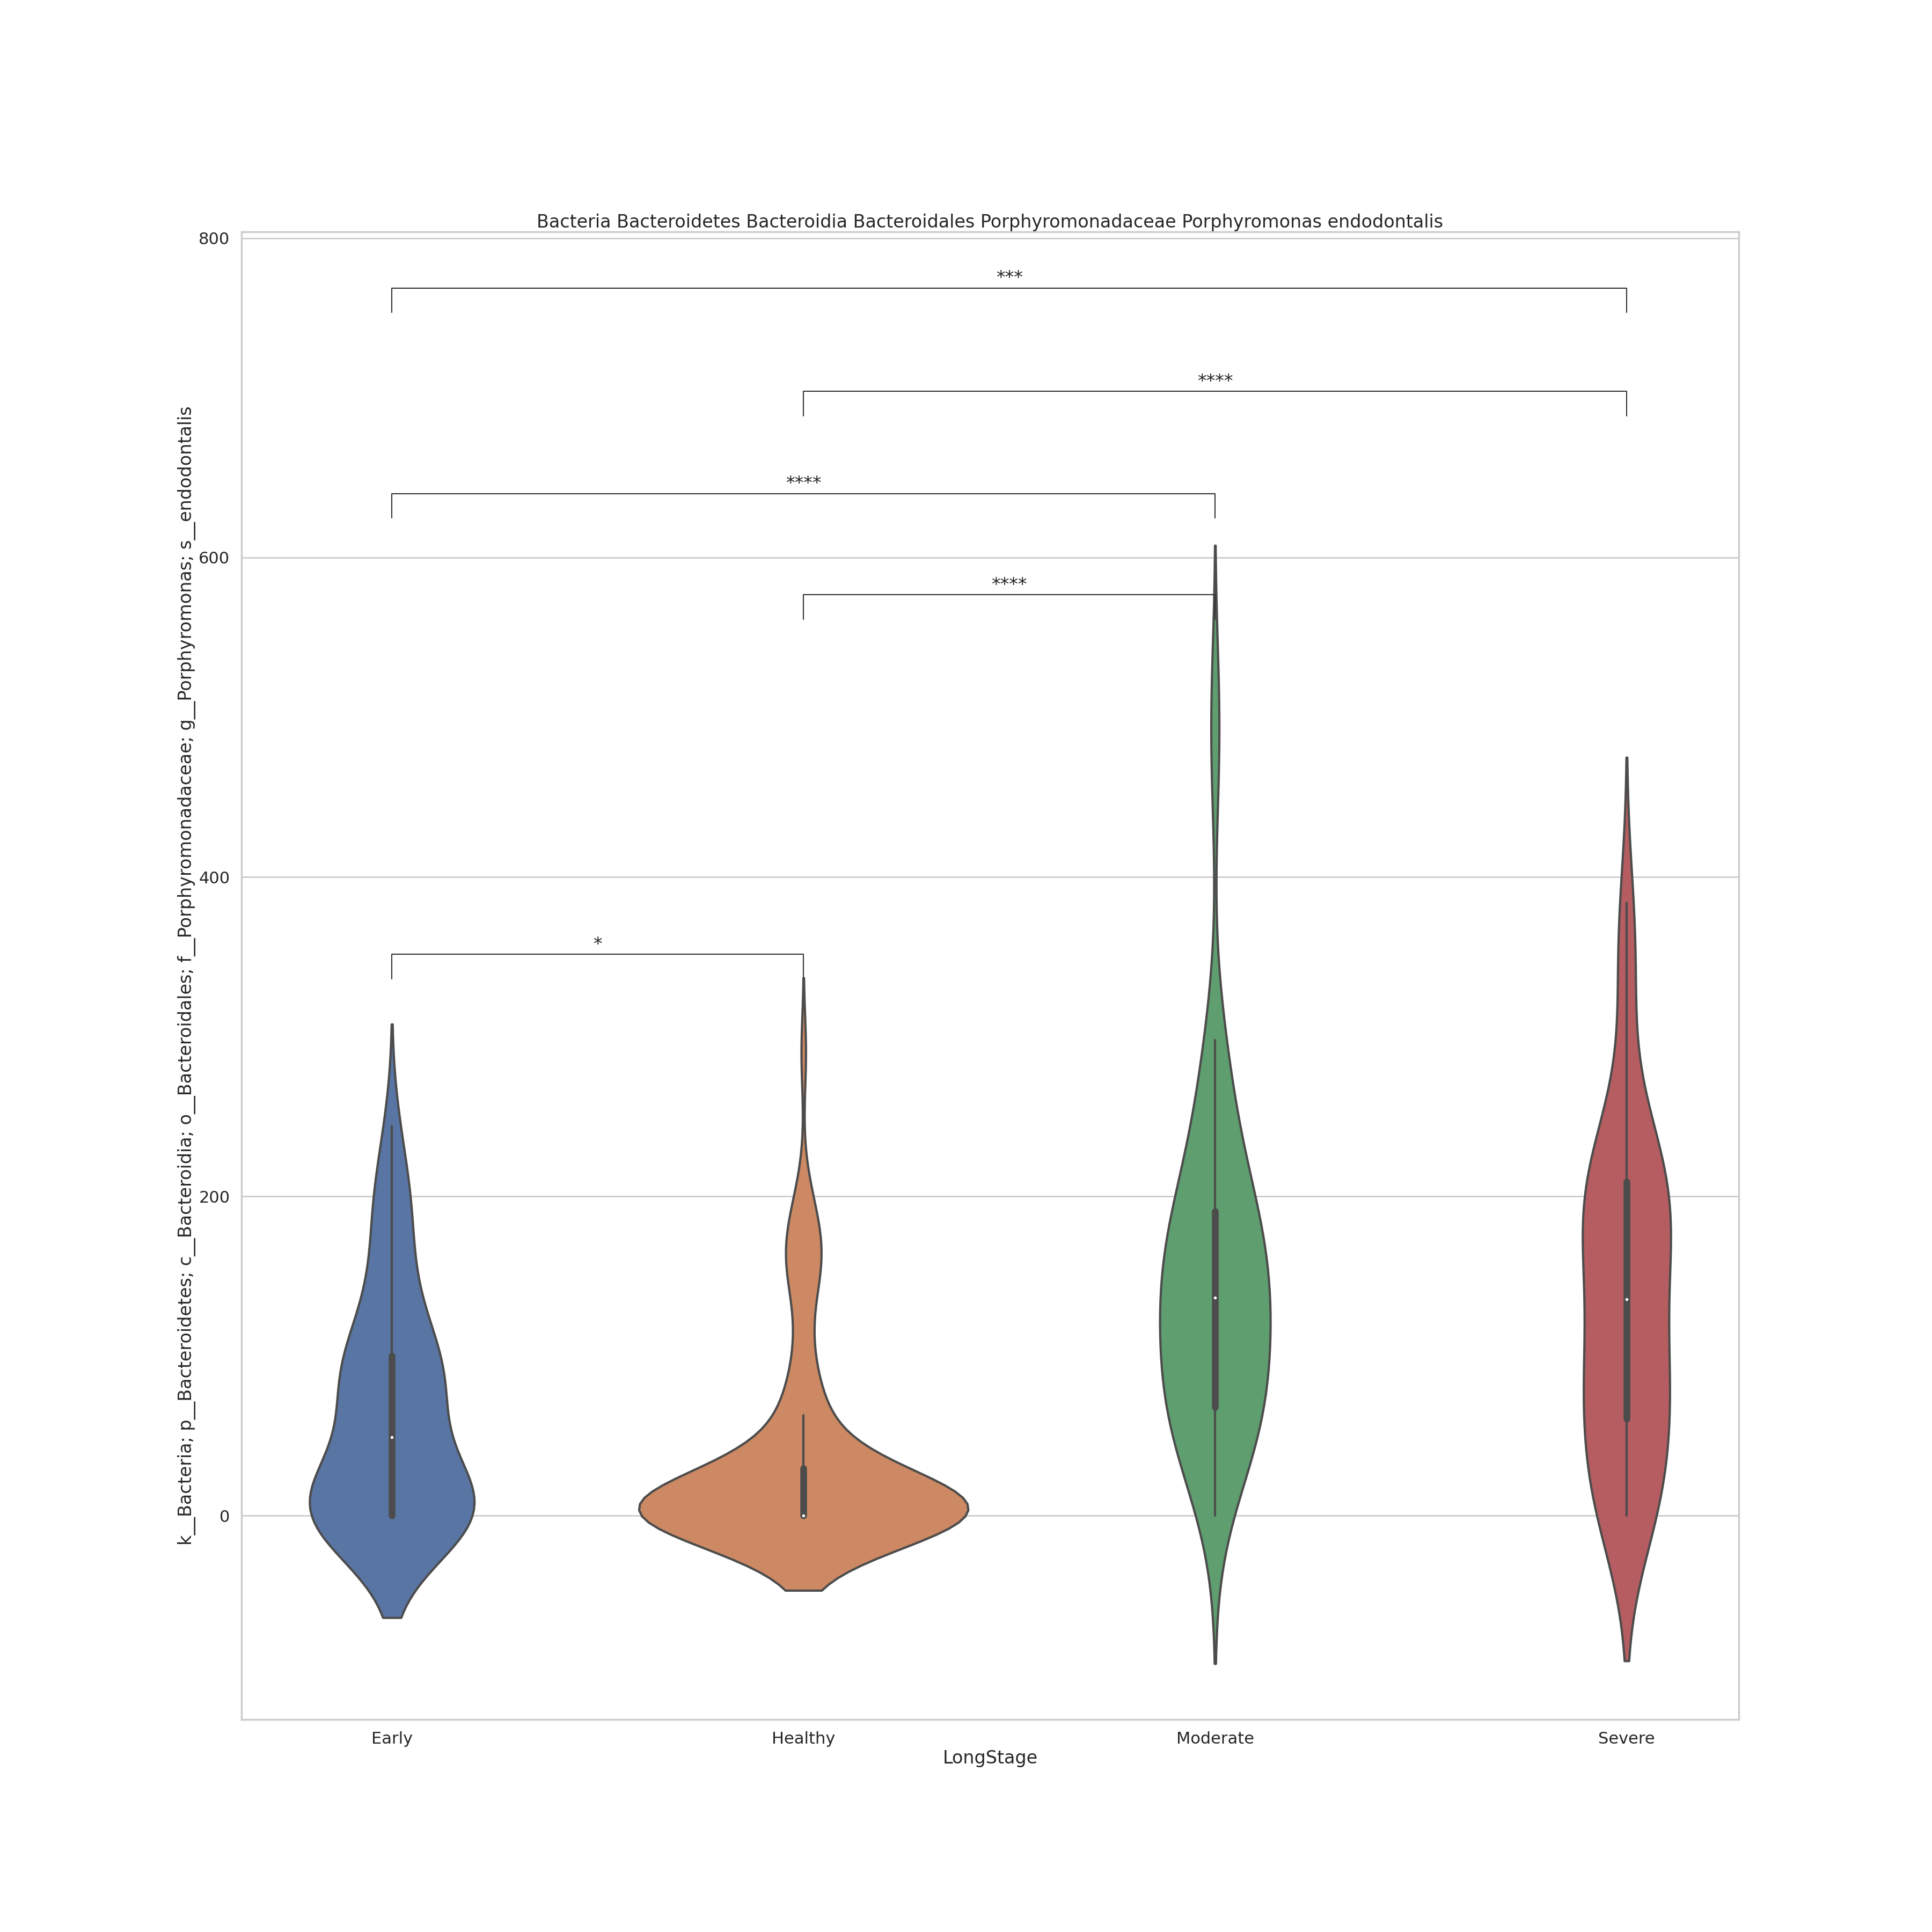 Bacteria Bacteroidetes Bacteroidia Bacteroidales Porphyromonadaceae Porphyromonas endodontalis
k__Bacteria; p__Bacteroidetes; c__Bacteroidia; o__Bacteroidales; f__Porphyromonadaceae; g__Porphyromonas; s__endodontalis
800
600
400
200
0
***
****
****
****
*
Early Healthy Moderate Severe
LongStage